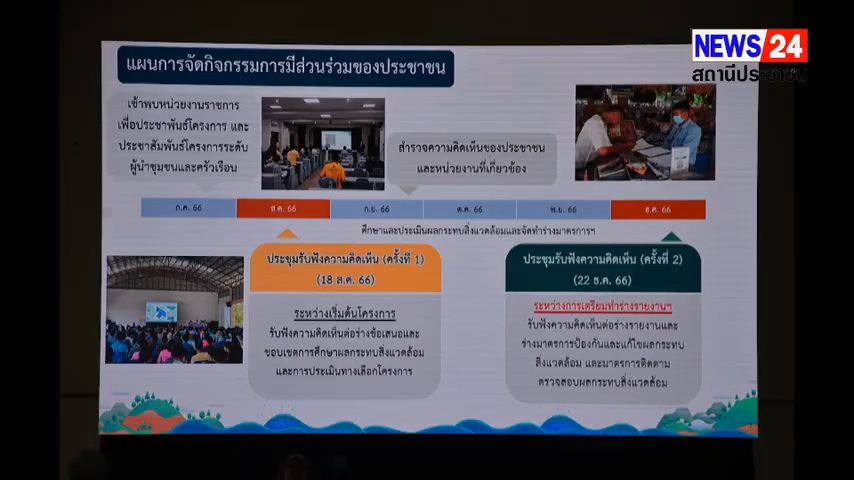 NEWS 24
สถานีประชาชน
แผนการจัดกิจกรรมการมีส่วนร่วมของประชาชน
เข้าพบหน่วยงานราชการ
เพื่อประชาพันธ์โครงการ และ
ประชาสัมพันธ์โครงการระดับ
ผู้นำชุมชนและครัวเรือน
สำรวจความคิดเห็นของประชาชน
และหน่วยงานที่เกี่ยวข้อง
ก.ค. 66 ส.ค. 66 ก.ย. 66 ต.ค. 66 พ.ย. 66 ธ.ค. 66
ศึกษาและประเมินผลกระทบสิ่งแวดล้อมและจัดทำร่างมาตรการฯ
ประชุมรับฟังความคิดเห็น (ครั้งที่ 1)
(18 ส.ค. 66)
ระหว่างเริ่มต้นโครงการ
รับฟังความคิดเห็นต่อร่างข้อเสนอและ
ขอบเขตการศึกษาผลกระทบสิ่งแวดล้อม
และการประเมินทางเลือกโครงการ
ประชุมรับฟังความคิดเห็น (ครั้งที่ 2)
(22 ธ.ค. 66)
ระหว่างการเตรียมทำร่างรายงานฯ
รับฟังความคิดเห็นต่อร่างรายงานและ
ร่างมาตรการป้องกันและแก้ไขผลกระทบ
สิ่งแวดล้อม และมาตรการติดตาม
ตรวจสอบผลกระทบสิ่งแวดล้อม